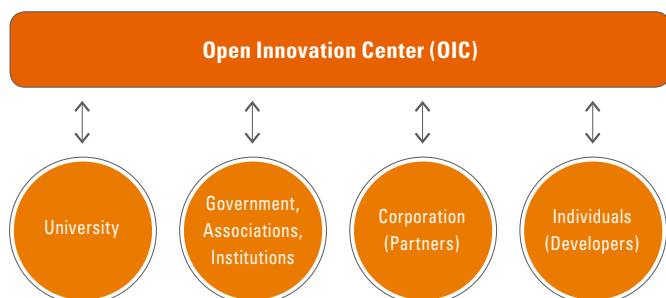 Open Innovation Center (OIC)
University
Government,
Associations,
Institutions
Corporation
(Partners)
Individuals
(Developers)